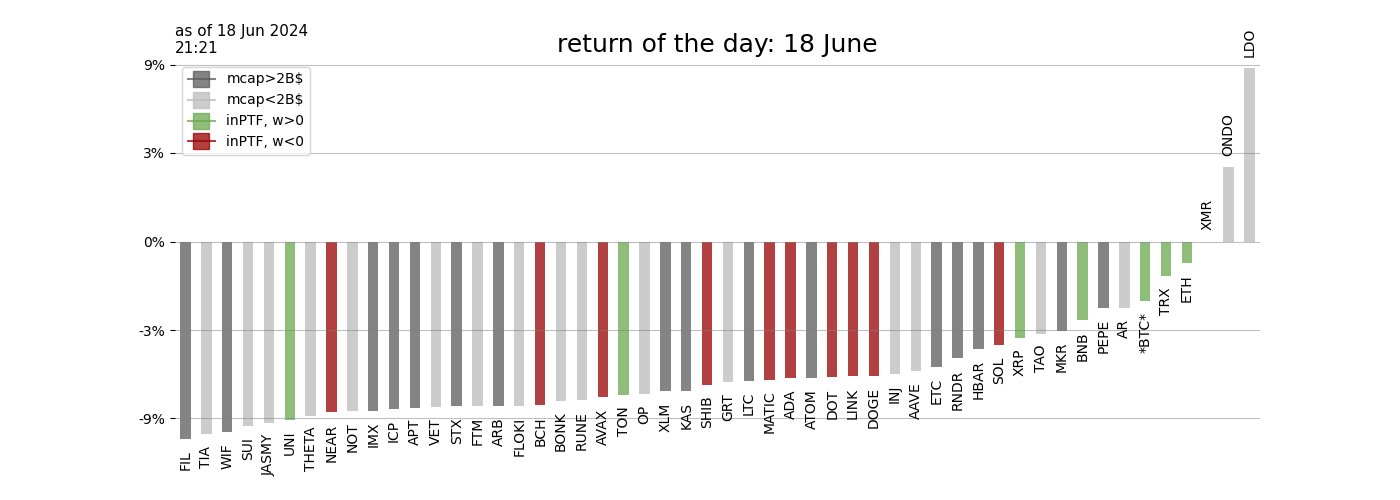 as of 18 Jun 2024
21:21
return of the day: 18 June
LDO
9%
mcap>2B$
mcap<2B$
inPTF, w>0
inPTF, w<0
3%
ONDO
XMR
0%
-3%
-9%
FIL
TIA
WIF
SUI
JASMY
UNI
THETA
NEAR
NOT
IMX
ICP
APT
VET
STX
FTM
ARB
FLOKI
BCH
BONK
RUNE
AVAX
TON
OP
XLM
KAS
SHIB
GRT
LTC
MATIC
ADA
ATOM
DOT
LINK
DOGE
INJ
AAVE
ETC
RNDR
HBAR
SOL
XRP
TAO
MKR
BNB
PEPE
AR
*BTC*
TRX
ETH